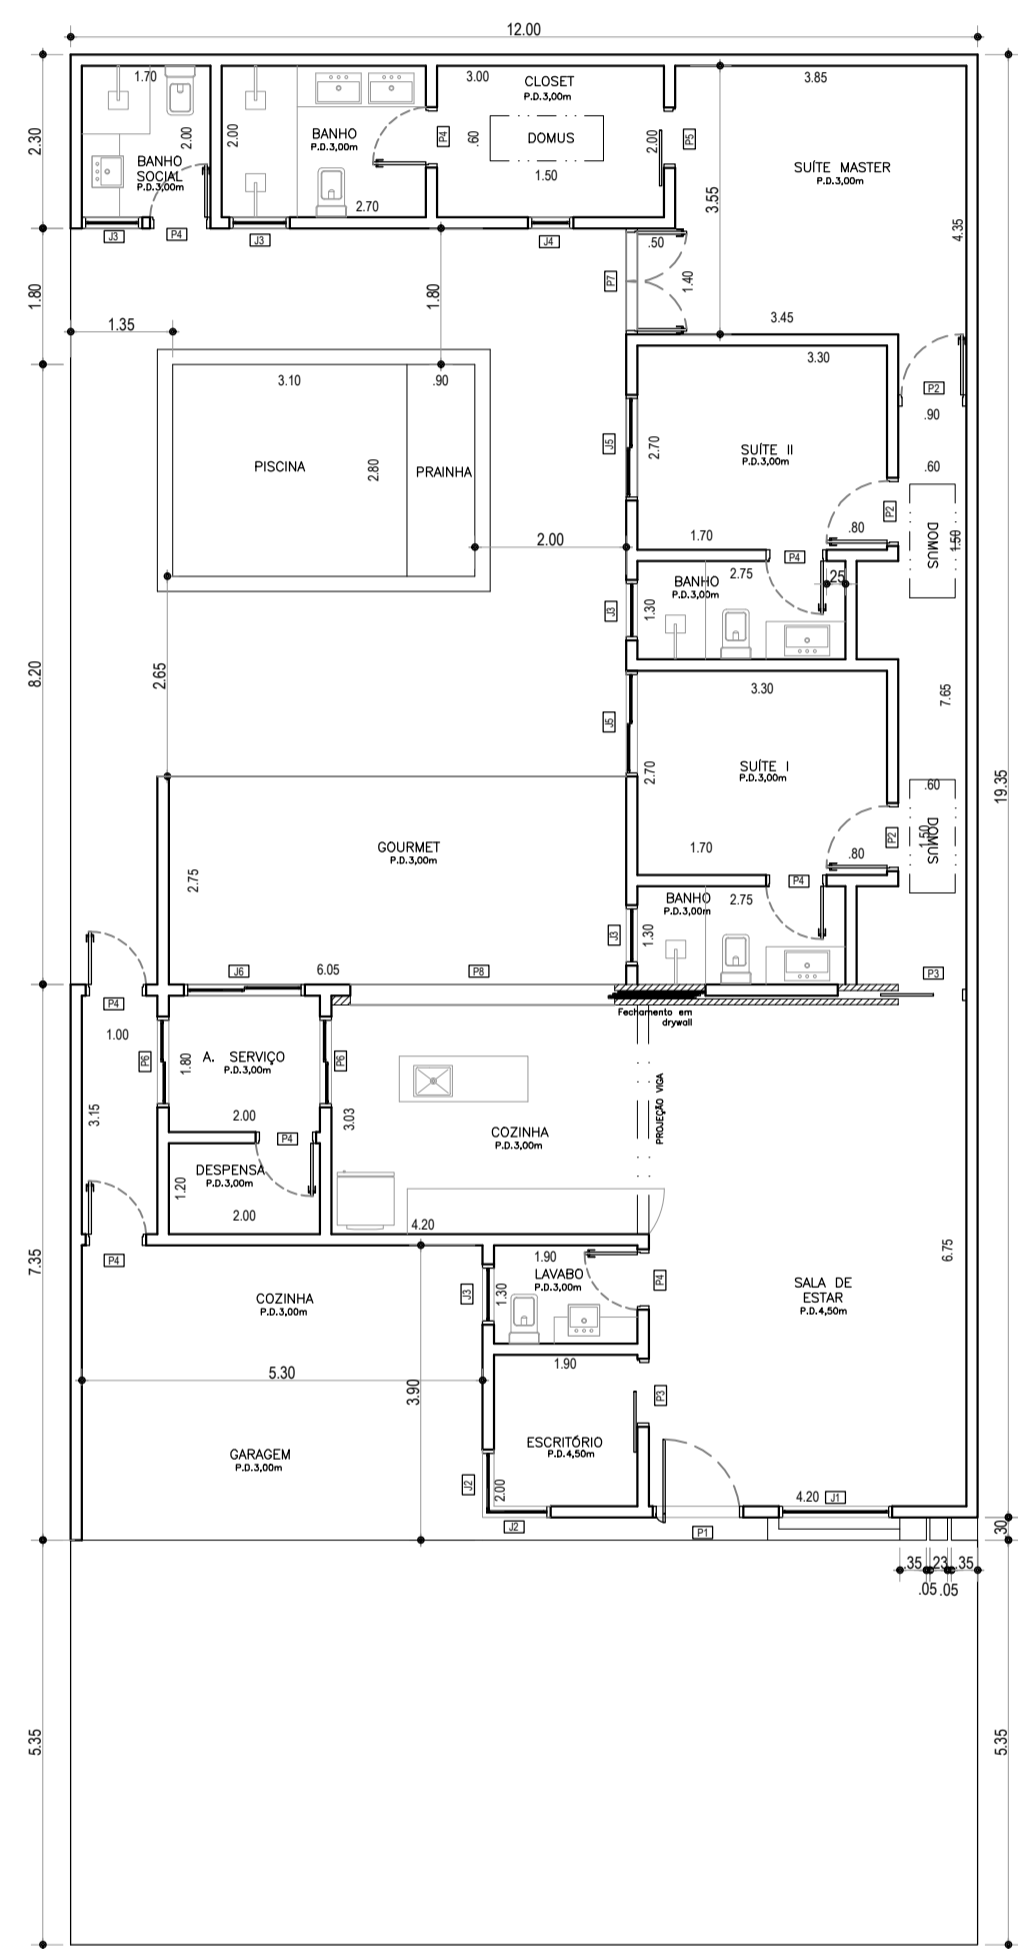 12.00
1.70
3.00
CLOSET
P.D.3,00m
3.85
2.30
2.00
BANHO
SOCIAL
P.D.3,00m
2.00
BANHO
P.D.3,00m
P4
.60
DOMUS
2.00
P5
1.50
2.70
SUÍTE MASTER
P.D.3,00m
3.55
4.35
J3
P4
J3
J4
.50
1.80
1.35
1.80
P7
1.40
3.45
3.10
.90
3.30
P2
.90
PISCINA
2.80
PRAINHA
J5
2.70
SUÍTE II
P.D.3,00m
.60
P2
.80
DOMUS
1.50
2.00
1.70
P4
BANHO
P.D.3,00m
2.75
.25
J3
1.30
8.20
2.65
3.30
7.65
J5
2.70
SUÍTE I
P.D.3,00m
.60
DOMUS
1.50
19.35
GOURMET
P.D.3,00m
2.75
1.70
.80
P2
P4
BANHO
P.D.3,00m
2.75
J3
1.30
J6
6.05
P8
P3
P4
1.00
Fechamento em
drywall
P6
1.80
A. SERVIÇO
P.D.3,00m
P6
PROJEÇÃO VIGA
3.15
2.00
P4
3.03
COZINHA
P.D.3,00m
DESPENSA
P.D.3,00m
1.20
2.00
4.20
P4
7.35
6.75
COZINHA
P.D.3,00m
J3
1.90
LAVABO
P.D.3,00m
1.30
P4
SALA DE
ESTAR
P.D.4,50m
5.30
3.90
1.90
P3
GARAGEM
P.D.3,00m
ESCRITÓRIO
P.D.4,50m
J2
2.00
J2
P1
4.20
J1
.30
.35
.23
.35
.05
.05
5.35
5.35